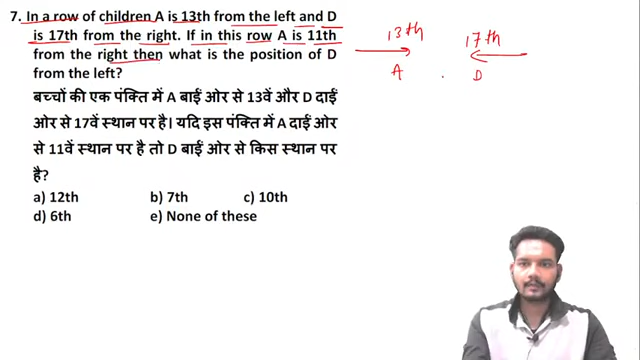 7. In a row of children A is 13th from the left and D
is 17th from the right. If in this row A is 11th
from the right then what is the position of D
from the left?
बच्चों की एक पंक्ति में A बाई ओर से 13वें और D दाई
ओर से 17वें स्थान पर है। यदि इस पंक्ति में A दाई ओर
से 11वें स्थान पर है तो D बाई ओर से किस स्थान पर
है?
a) 12th b) 7th c) 10th
d) 6th e) None of these
13th 17th
A D